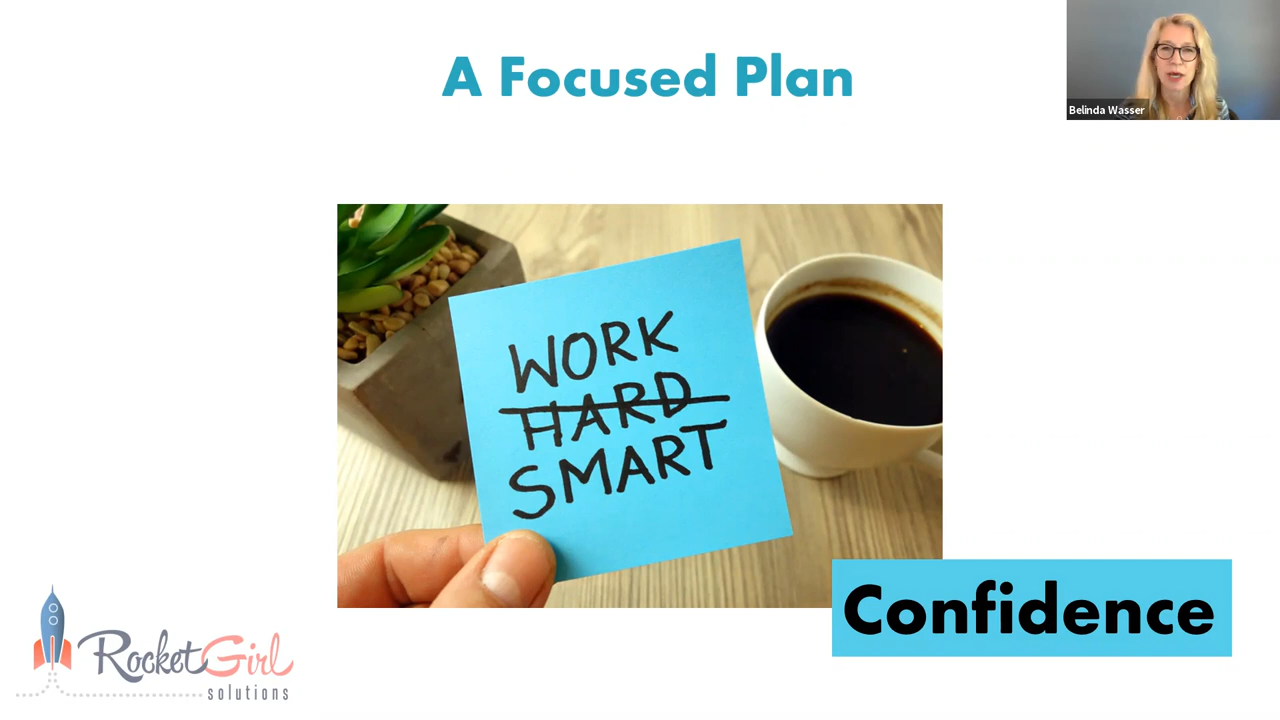 A Focused Plan
Belinda Wasser
WORK
HARD
SMART
Confidence
RocketGirl
solutions